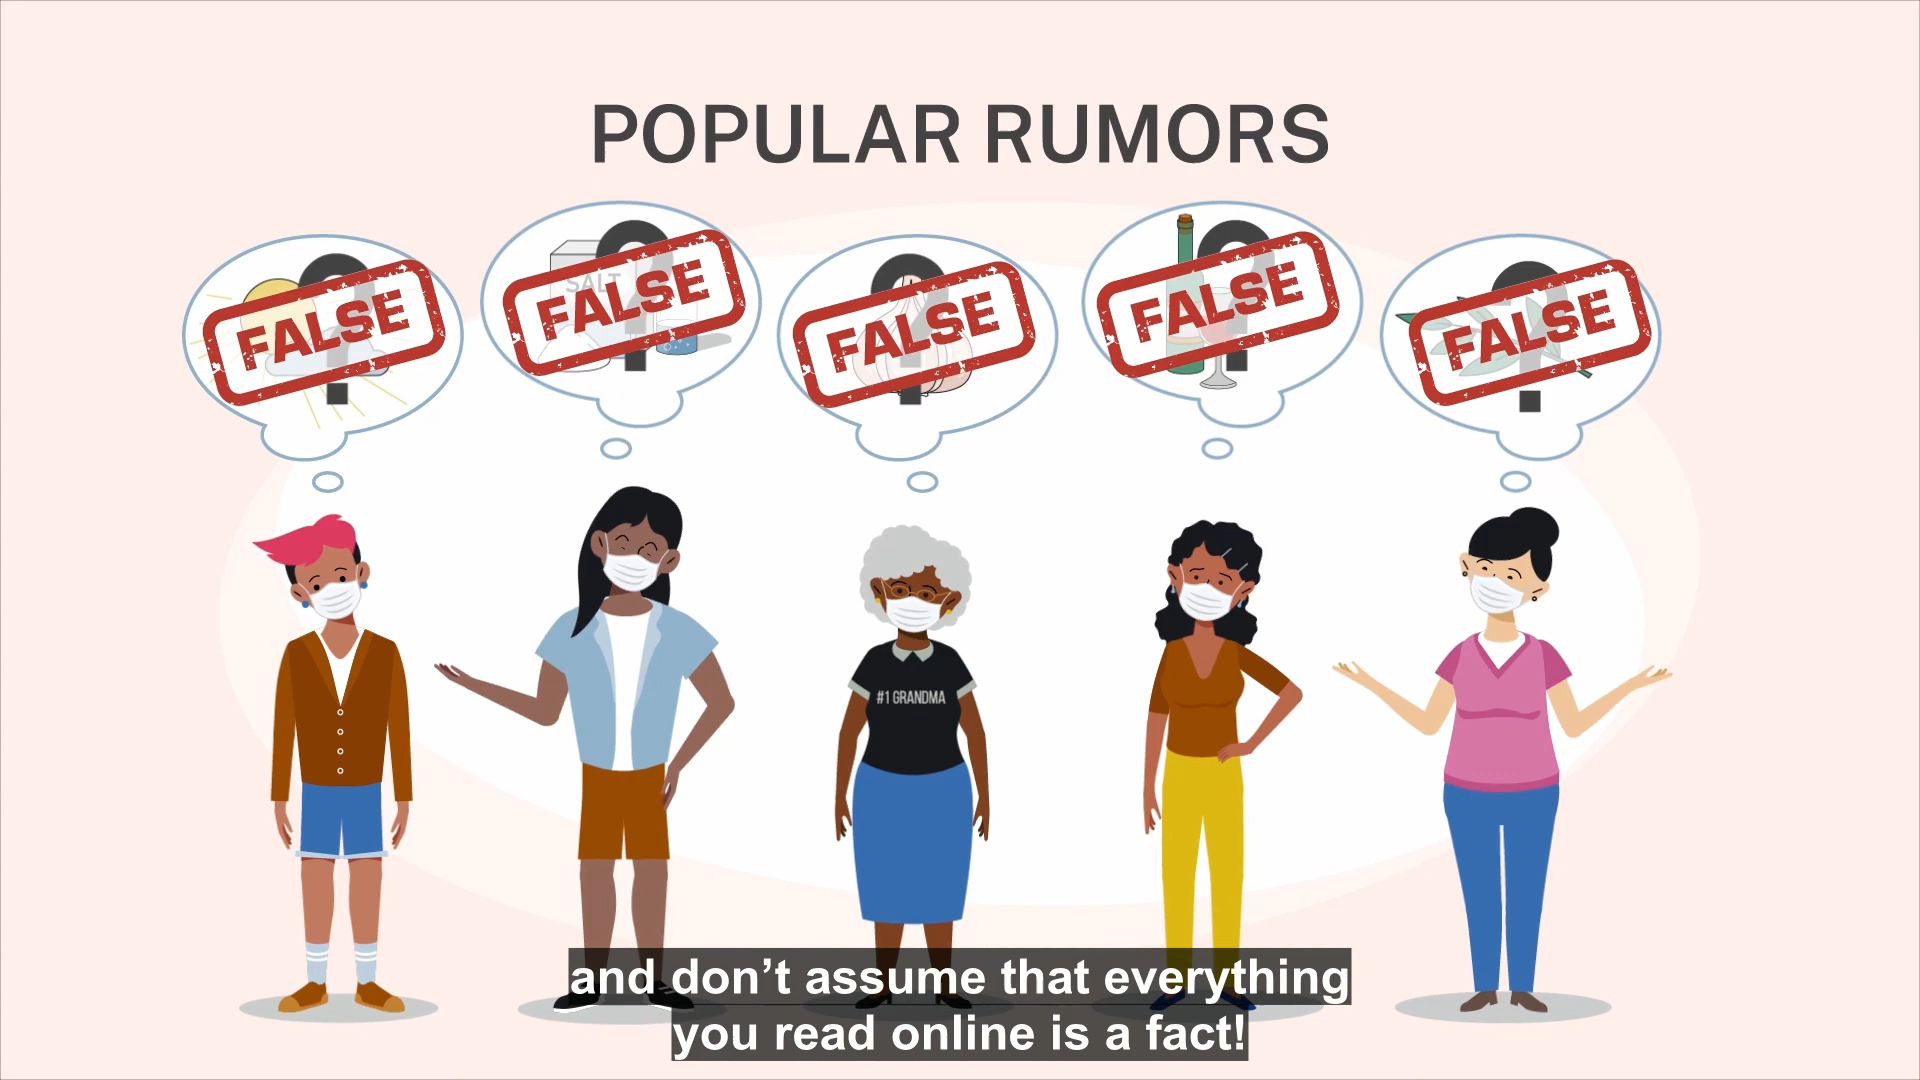 POPULAR RUMORS
FALSE
SALT
FALSE
FALSE
FALSE
FALSE
#1 GRANDMA
and don’t assume that everything
you read online is a fact!